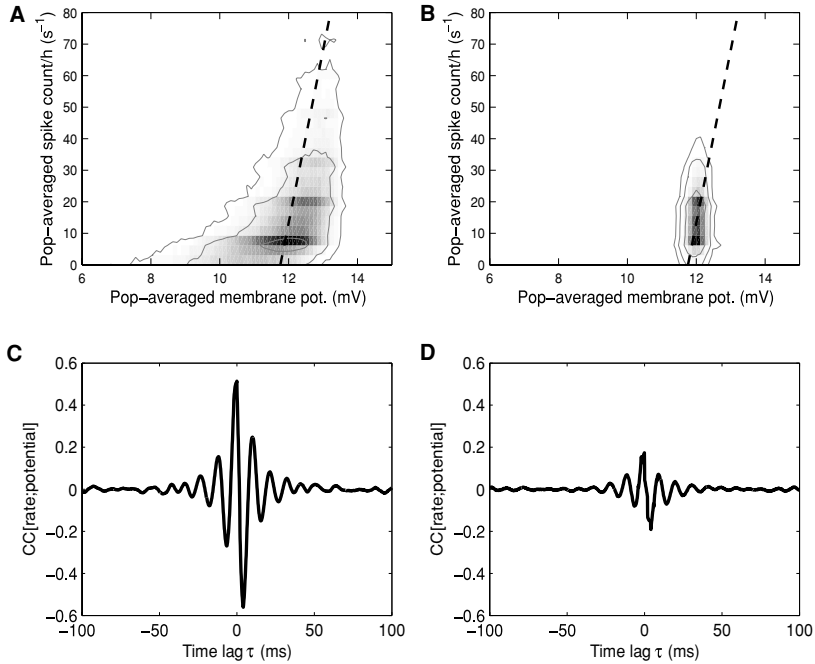 A
B
Pop−averaged spike count/h (s−1)
80
70
60
50
40
30
20
10
0
6 8 10 12 14
Pop−averaged membrane pot. (mV)
Pop−averaged spike count/h (s−1)
80
70
60
50
40
30
20
10
0
6 8 10 12 14
Pop−averaged membrane pot. (mV)
C
D
CC[rate;potential]
0.6
0.4
0.2
0
−0.2
−0.4
−0.6
−100 −50 0 50 100
Time lag τ (ms)
CC[rate;potential]
0.6
0.4
0.2
0
−0.2
−0.4
−0.6
−100 −50 0 50 100
Time lag τ (ms)